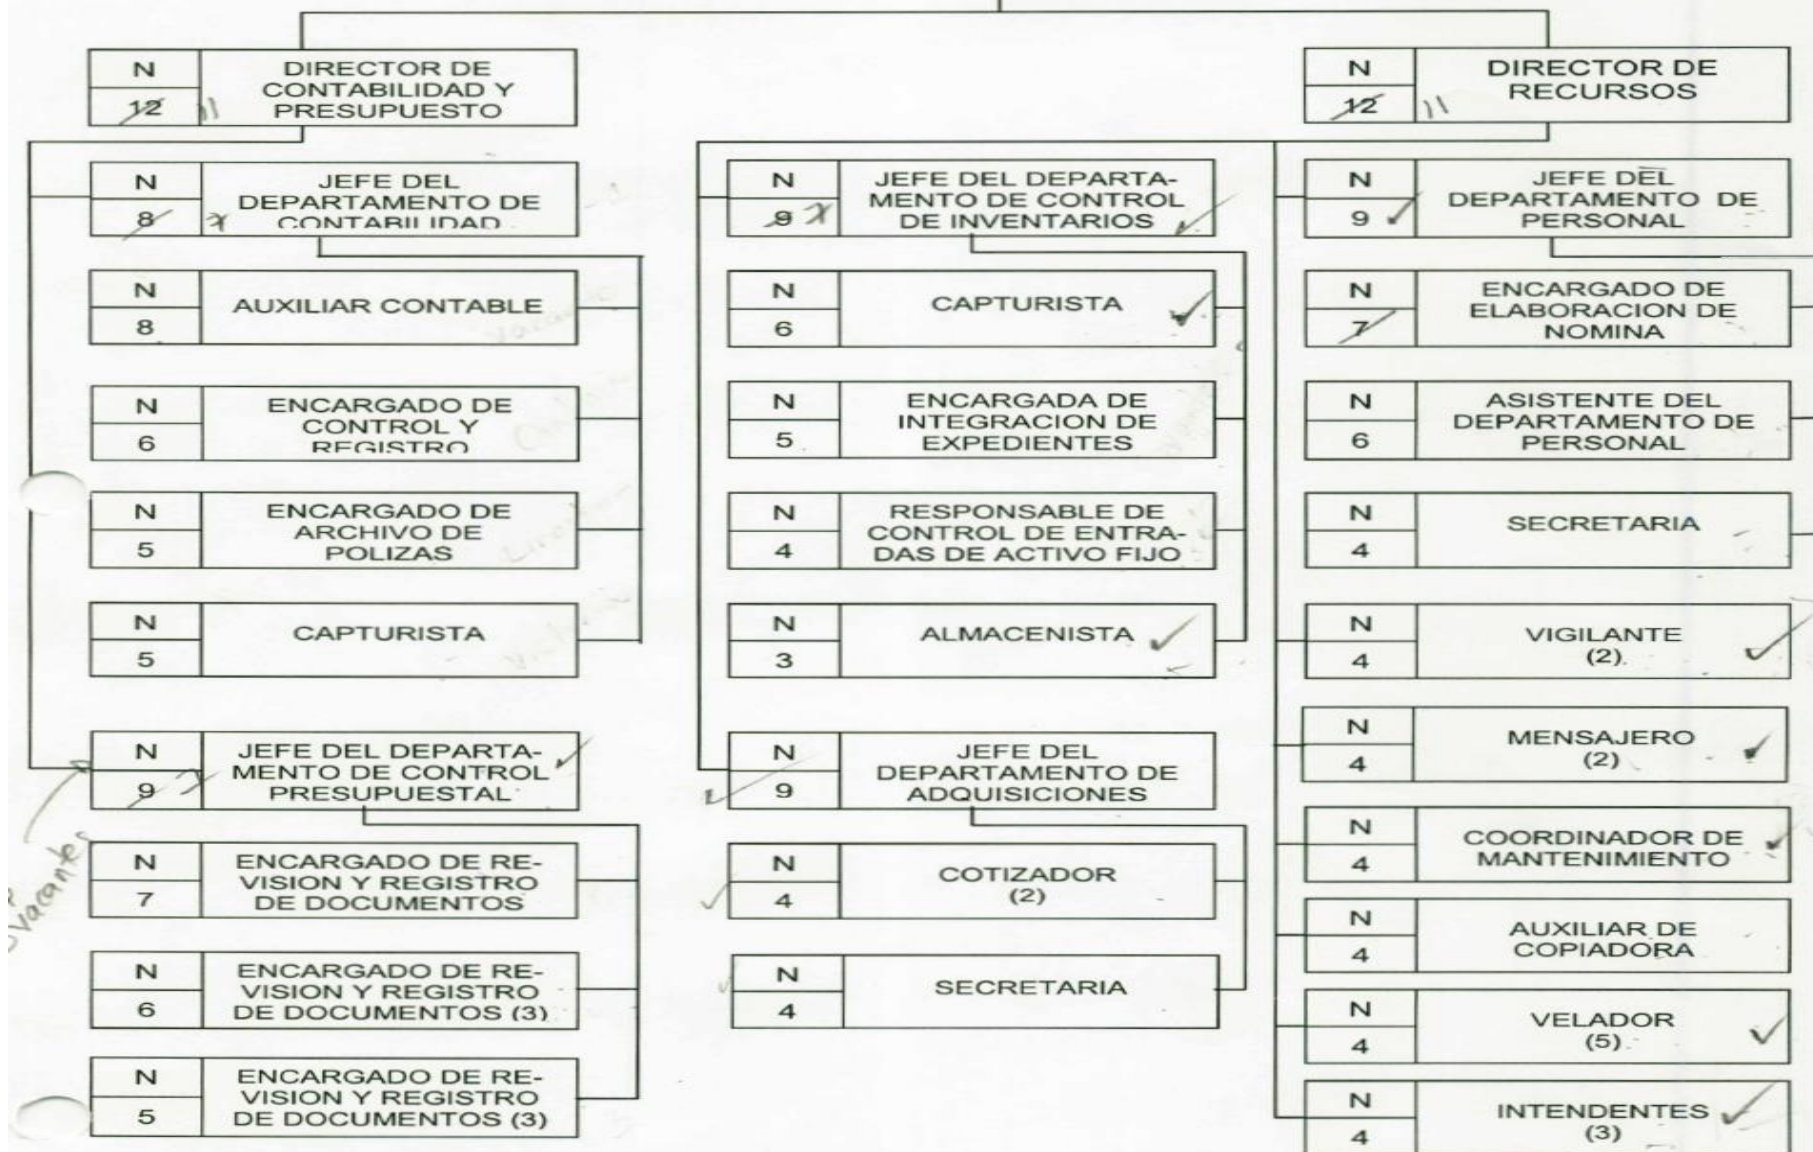 N
12 11
DIRECTOR DE
CONTABILIDAD Y
PRESUPUESTO
N
8
JEFE DEL
DEPARTAMENTO DE
CONTABILIDAD
N
8
AUXILIAR CONTABLE
N
6
ENCARGADO DE
CONTROL Y
REGISTRO
N
5
ENCARGADO DE
ARCHIVO DE
POLIZAS
N
5
CAPTURISTA
N
9
JEFE DEL DEPARTA-
MENTO DE CONTROL
PRESUPUESTAL
vacante
N
7
ENCARGADO DE RE-
VISION Y REGISTRO
DE DOCUMENTOS
N
6
ENCARGADO DE RE-
VISION Y REGISTRO
DE DOCUMENTOS (3)
N
5
ENCARGADO DE RE-
VISION Y REGISTRO
DE DOCUMENTOS (3)
N
12 11
DIRECTOR DE
RECURSOS
N
9
JEFE DEL DEPARTA-
MENTO DE CONTROL
DE INVENTARIOS
N
6
CAPTURISTA
N
5
ENCARGADA DE
INTEGRACION DE
EXPEDIENTES
N
4
RESPONSABLE DE
CONTROL DE ENTRA-
DAS DE ACTIVO FIJO
N
3
ALMACENISTA
N
9
JEFE DEL
DEPARTAMENTO DE
ADQUISICIONES
N
4
COTIZADOR
(2)
N
4
SECRETARIA
N
9
JEFE DEL
DEPARTAMENTO DE
PERSONAL
N
7
ENCARGADO DE
ELABORACION DE
NOMINA
N
6
ASISTENTE DEL
DEPARTAMENTO DE
PERSONAL
N
4
SECRETARIA
N
4
VIGILANTE
(2)
N
4
MENSAJERO
(2)
N
4
COORDINADOR DE
MANTENIMIENTO
N
4
AUXILIAR DE
COPIADORA
N
4
VELADOR
(5)
N
4
INTENDENTES
(3)